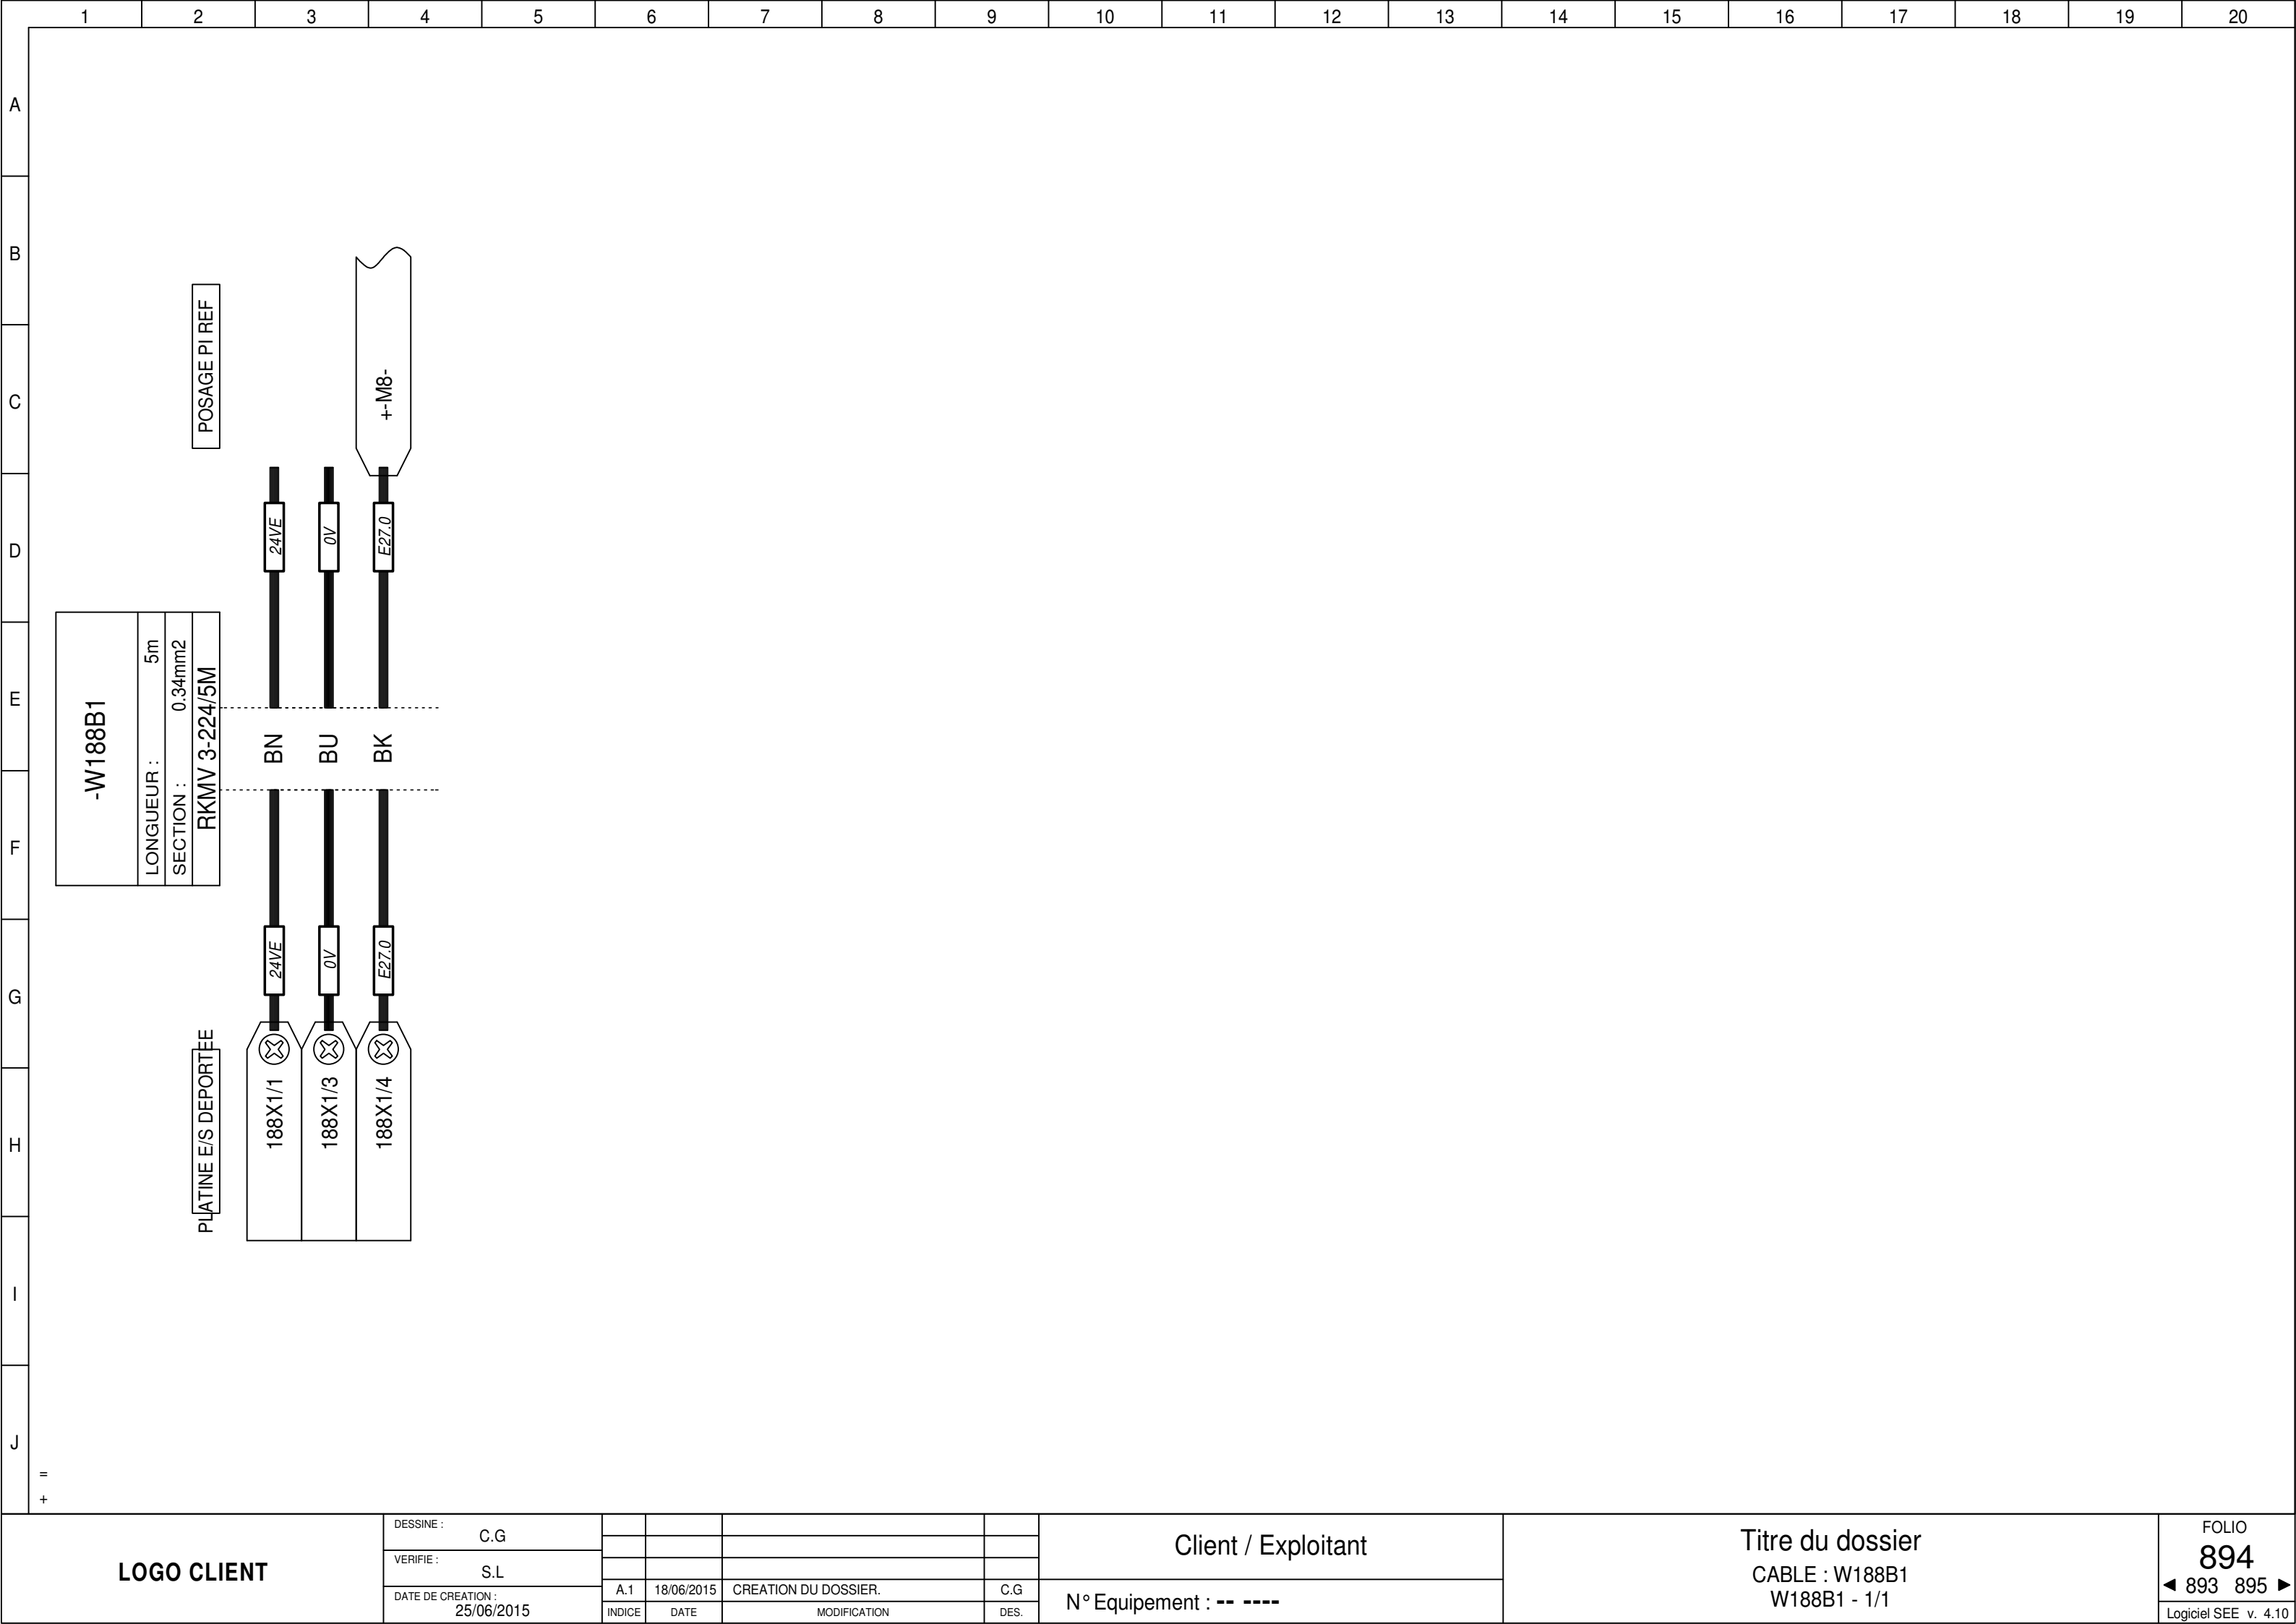 1 2 3 4 5 6 7 8 9 10 11 12 13 14 15 16 17 18 19 20
A
B
C
D
E
F
G
H
I
J
POSAGE PI REF
+-M8-
24VE
0V
E27.0
-W188B1
LONGUEUR : 5m
SECTION : 0.34mm2
RKMV 3-224/5M
BN
BU
BK
24VE
0V
E27.0
PLATINE E/S DEPORTEE
188X1/1
188X1/3
188X1/4
=
+
LOGO CLIENT
DESSINE :
C.G
VERIFIE :
S.L
DATE DE CREATION :
25/06/2015
A.1 18/06/2015 CREATION DU DOSSIER. C.G
INDICE DATE MODIFICATION DES.
Client / Exploitant
N° Equipement : -- ----
Titre du dossier
CABLE : W188B1
W188B1 - 1/1
FOLIO
894
◄ 893 895 ►
Logiciel SEE v. 4.10